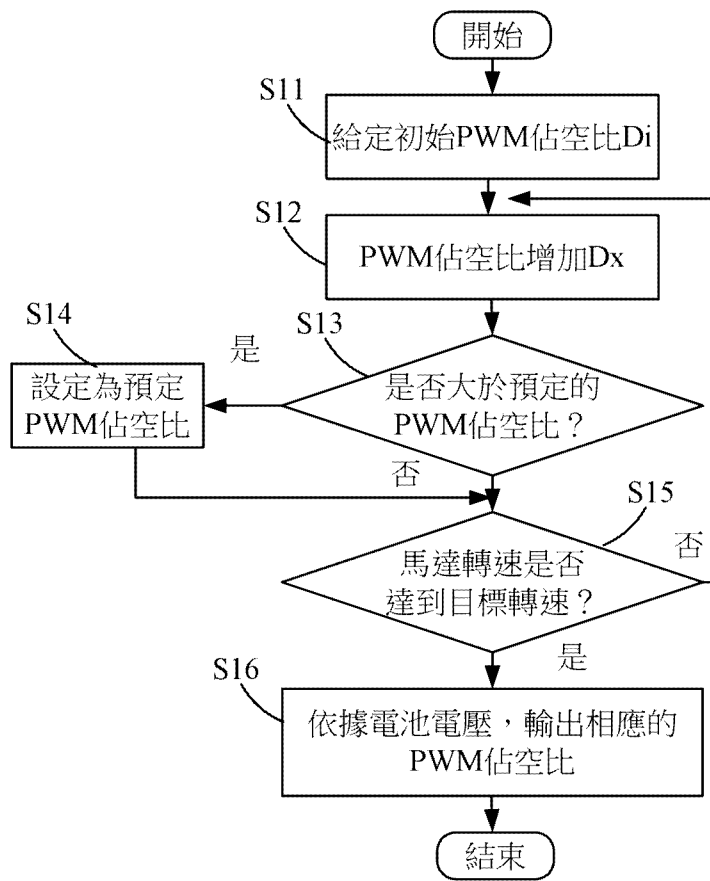 開始
S11
給定初始PWM佔空比Di
S12
PWM佔空比增加Dx
S13
是否大於預定的
PWM佔空比？
是
S14
設定為預定
PWM佔空比
否
S15
馬達轉速是否
達到目標轉速？
否
是
S16
依據電池電壓，輸出相應的
PWM佔空比
結束